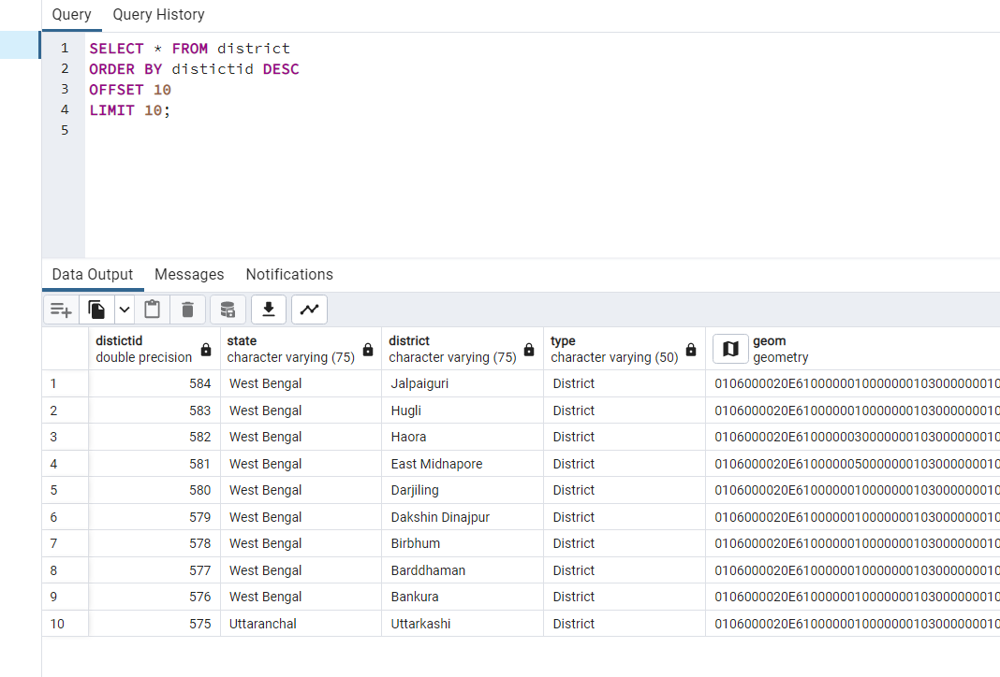 Query Query History
1 SELECT * FROM district
2 ORDER BY distictid DESC
3 OFFSET 10
4 LIMIT 10;
5
Data Output Messages Notifications
distictid state district type geom
double precision character varying (75) character varying (75) character varying (50) geometry
1 584 West Bengal Jalpaiguri District 0106000020E6100000010000000103000000010
2 583 West Bengal Hugli District 0106000020E6100000010000000103000000010
3 582 West Bengal Haora District 0106000020E6100000030000000103000000010
4 581 West Bengal East Midnapore District 0106000020E6100000050000000103000000010
5 580 West Bengal Darjiling District 0106000020E6100000010000000103000000010
6 579 West Bengal Dakshin Dinajpur District 0106000020E6100000010000000103000000010
7 578 West Bengal Birbhum District 0106000020E6100000010000000103000000010
8 577 West Bengal Barddhaman District 0106000020E6100000010000000103000000010
9 576 West Bengal Bankura District 0106000020E6100000010000000103000000010
10 575 Uttaranchal Uttarkashi District 0106000020E6100000010000000103000000010